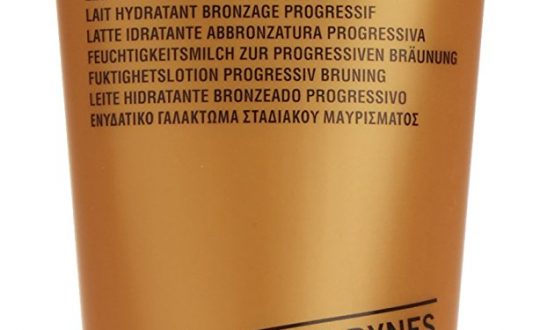 LAIT HYDRATANT BRONZAGE PROGRESSIF
LATTE IDRATANTE ABBRONZATURA PROGRESSIVA
FEUCHTIGKEITSMILCH ZUR PROGRESSIVEN BRÄUNUNG
FUKTIGHETSLOTION PROGRESSIV BRUNING
LEITE HIDRATANTE BRONZEADO PROGRESSIVO
ΕΝΥΔΑΤΙΚΟ ΓΑΛΑΚΤΩΜΑ ΣΤΑΔΙΑΚΟΥ ΜΑΥΡΙΣΜΑΤΟΣ